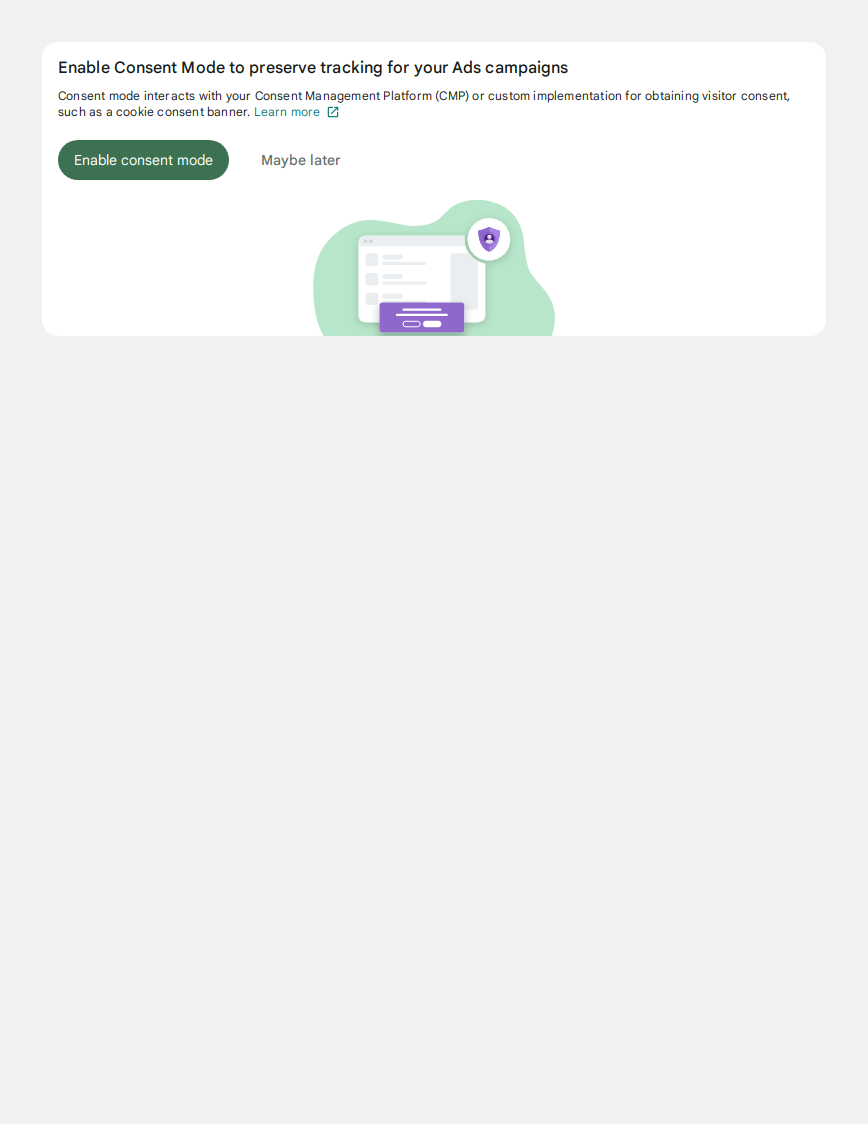 Enable Consent Mode to preserve tracking for your Ads campaigns
Consent mode interacts with your Consent Management Platform (CMP) or custom implementation for obtaining visitor consent,
such as a cookie consent banner. Learn more
Enable consent mode
Maybe later